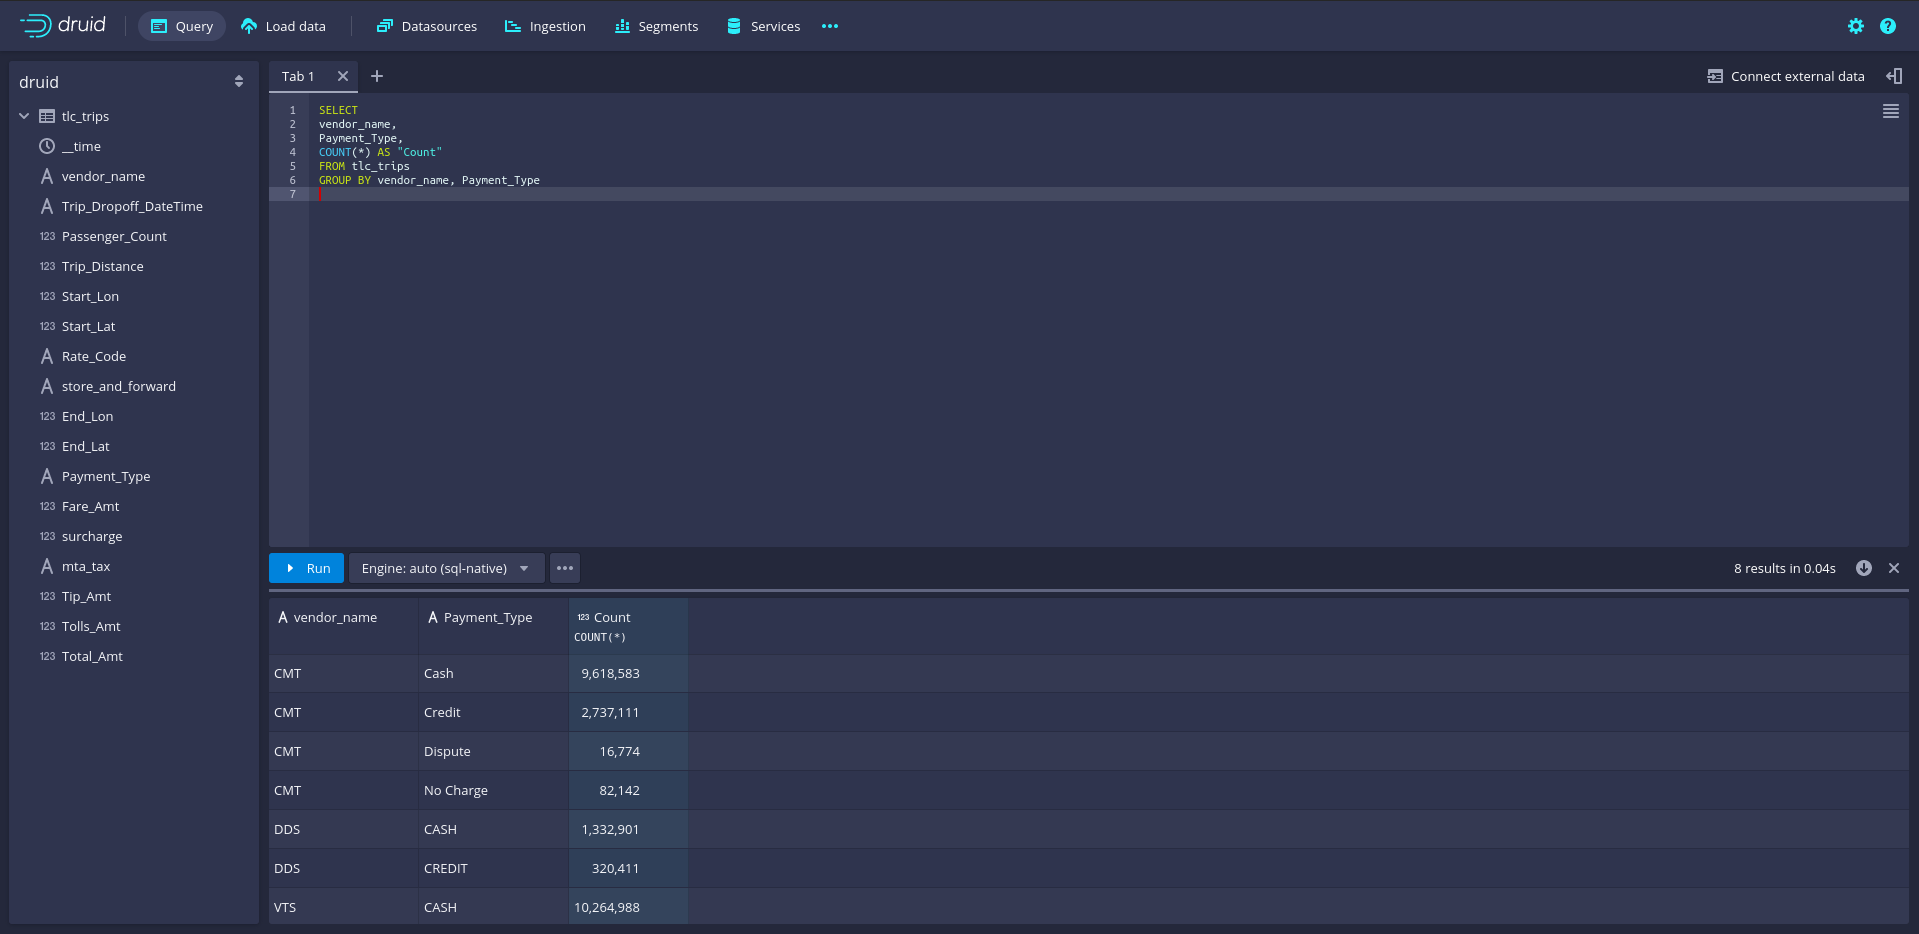 druid
Query
Load data
Datasources
Ingestion
Segments
Services
druid
tlc_trips
__time
vendor_name
Trip_Dropoff_DateTime
123 Passenger_Count
123 Trip_Distance
123 Start_Lon
123 Start_Lat
Rate_Code
store_and_forward
123 End_Lon
123 End_Lat
Payment_Type
123 Fare_Amt
123 surcharge
mta_tax
123 Tip_Amt
123 Tolls_Amt
123 Total_Amt
Tab 1
Connect external data
1 SELECT
2 vendor_name,
3 Payment_Type,
4 COUNT(*) AS "Count"
5 FROM tlc_trips
6 GROUP BY vendor_name, Payment_Type
7
Run
Engine: auto (sql-native)
8 results in 0.04s
A vendor_name A Payment_Type 123 Count
COUNT(*)
CMT Cash 9,618,583
CMT Credit 2,737,111
CMT Dispute 16,774
CMT No Charge 82,142
DDS CASH 1,332,901
DDS CREDIT 320,411
VTS CASH 10,264,988